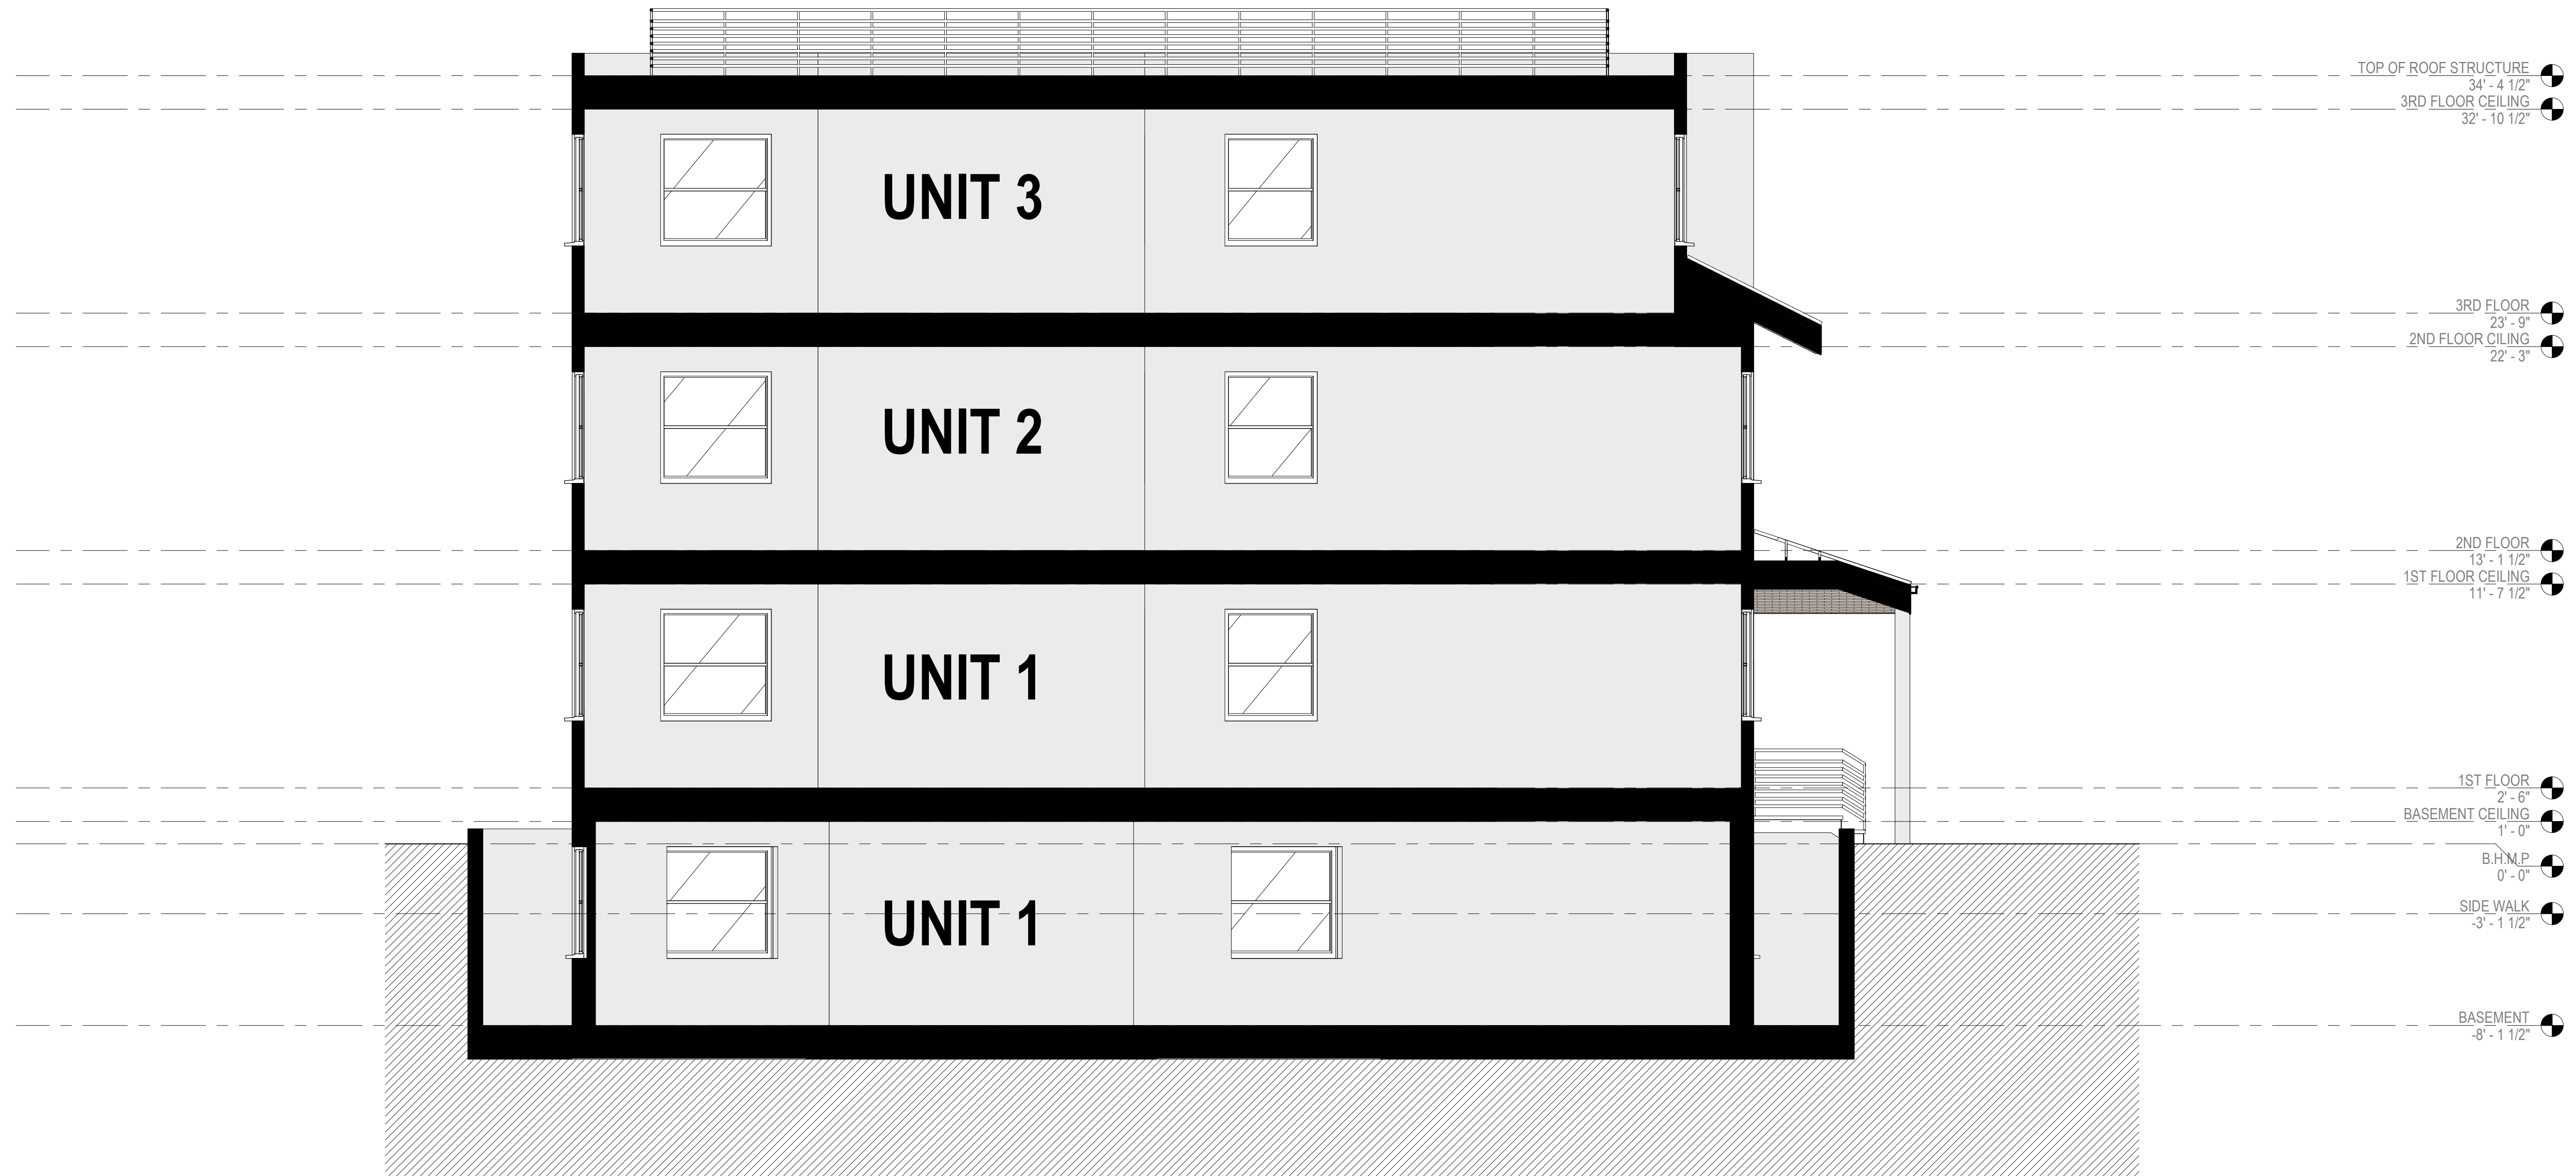 TOP OF ROOF STRUCTURE
34' - 4 1/2"
3RD FLOOR CEILING
32' - 10 1/2"
UNIT 3
3RD FLOOR
23' - 9"
2ND FLOOR CILING
22' - 3"
UNIT 2
2ND FLOOR
13' - 1 1/2"
1ST FLOOR CEILING
11' - 7 1/2"
UNIT 1
1ST FLOOR
2' - 6"
BASEMENT CEILING
1' - 0"
B.H.M.P
0' - 0"
SIDE WALK
-3' - 1 1/2"
UNIT 1
BASEMENT
-8' - 1 1/2"